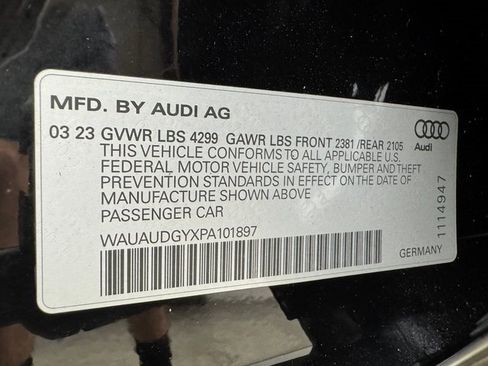 MFD. BY AUDI AG
03 23 GVWR LBS 4299 GAWR LBS FRONT 2381 /REAR 2105
THIS VEHICLE CONFORMS TO ALL APPLICABLE U.S.
FEDERAL MOTOR VEHICLE SAFETY, BUMPER AND THEFT
PREVENTION STANDARDS IN EFFECT ON THE DATE OF
MANUFACTURE SHOWN ABOVE
PASSENGER CAR
WAUAUDGYXPA101897
Audi
1114947
GERMANY